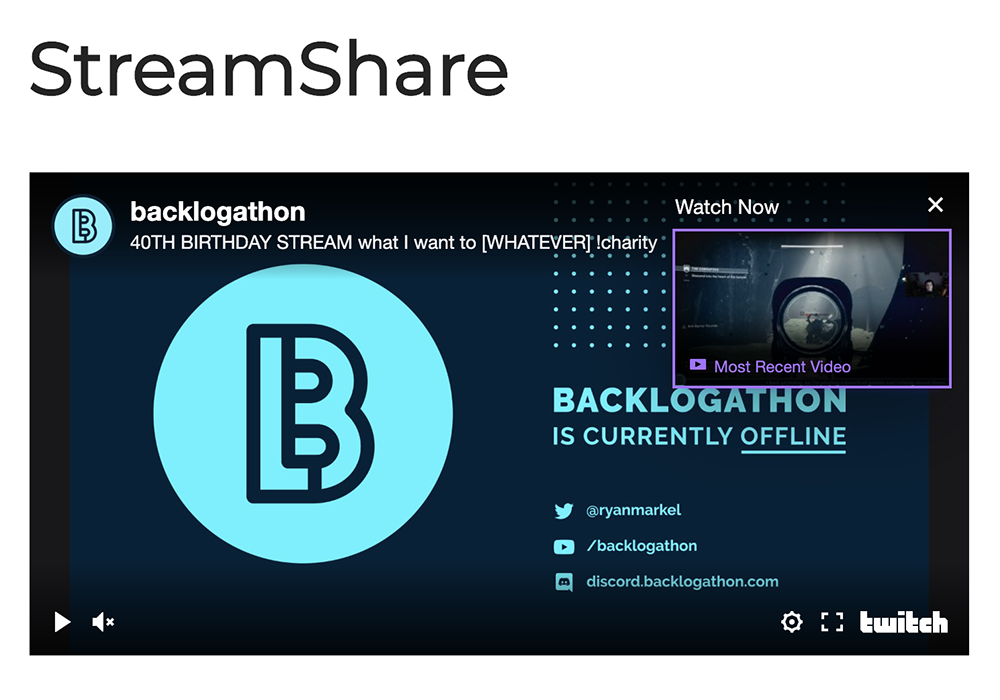 StreamShare
backlogathon
40TH BIRTHDAY STREAM what I want to [WHATEVER] !charity
Watch Now
Most Recent Video
BACKLOGATHON
IS CURRENTLY OFFLINE
@ryanmarkel
/backlogathon
discord.backlogathon.com
twitch